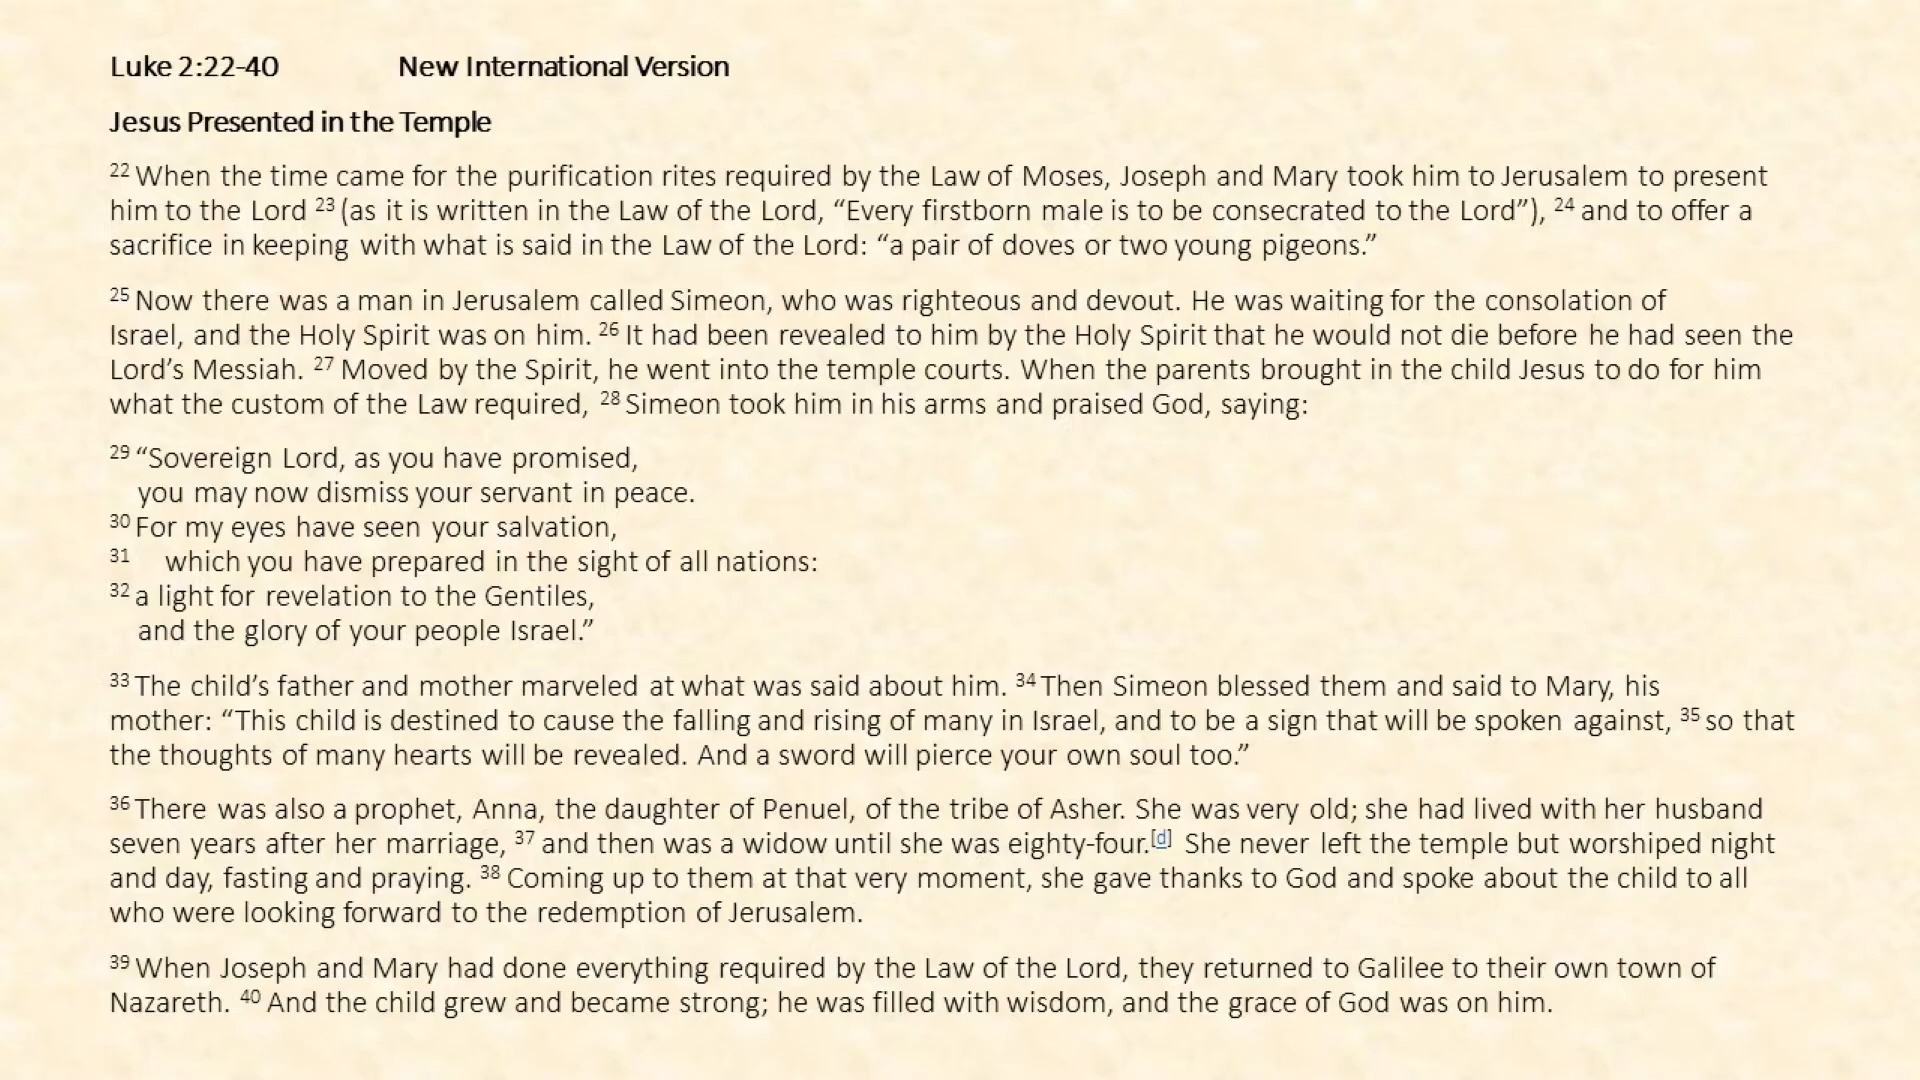 Luke 2:22-40 New International Version
Jesus Presented in the Temple
22 When the time came for the purification rites required by the Law of Moses, Joseph and Mary took him to Jerusalem to present
him to the Lord 23 (as it is written in the Law of the Lord, “Every firstborn male is to be consecrated to the Lord”), 24 and to offer a
sacrifice in keeping with what is said in the Law of the Lord: “a pair of doves or two young pigeons.”
25 Now there was a man in Jerusalem called Simeon, who was righteous and devout. He was waiting for the consolation of
Israel, and the Holy Spirit was on him. 26 It had been revealed to him by the Holy Spirit that he would not die before he had seen the
Lord’s Messiah. 27 Moved by the Spirit, he went into the temple courts. When the parents brought in the child Jesus to do for him
what the custom of the Law required, 28 Simeon took him in his arms and praised God, saying:
29 “Sovereign Lord, as you have promised,
you may now dismiss your servant in peace.
30 For my eyes have seen your salvation,
31 which you have prepared in the sight of all nations:
32 a light for revelation to the Gentiles,
and the glory of your people Israel.”
33 The child’s father and mother marveled at what was said about him. 34 Then Simeon blessed them and said to Mary, his
mother: “This child is destined to cause the falling and rising of many in Israel, and to be a sign that will be spoken against, 35 so that
the thoughts of many hearts will be revealed. And a sword will pierce your own soul too.”
36 There was also a prophet, Anna, the daughter of Penuel, of the tribe of Asher. She was very old; she had lived with her husband
seven years after her marriage, 37 and then was a widow until she was eighty-four.[d] She never left the temple but worshiped night
and day, fasting and praying. 38 Coming up to them at that very moment, she gave thanks to God and spoke about the child to all
who were looking forward to the redemption of Jerusalem.
39 When Joseph and Mary had done everything required by the Law of the Lord, they returned to Galilee to their own town of
Nazareth. 40 And the child grew and became strong; he was filled with wisdom, and the grace of God was on him.